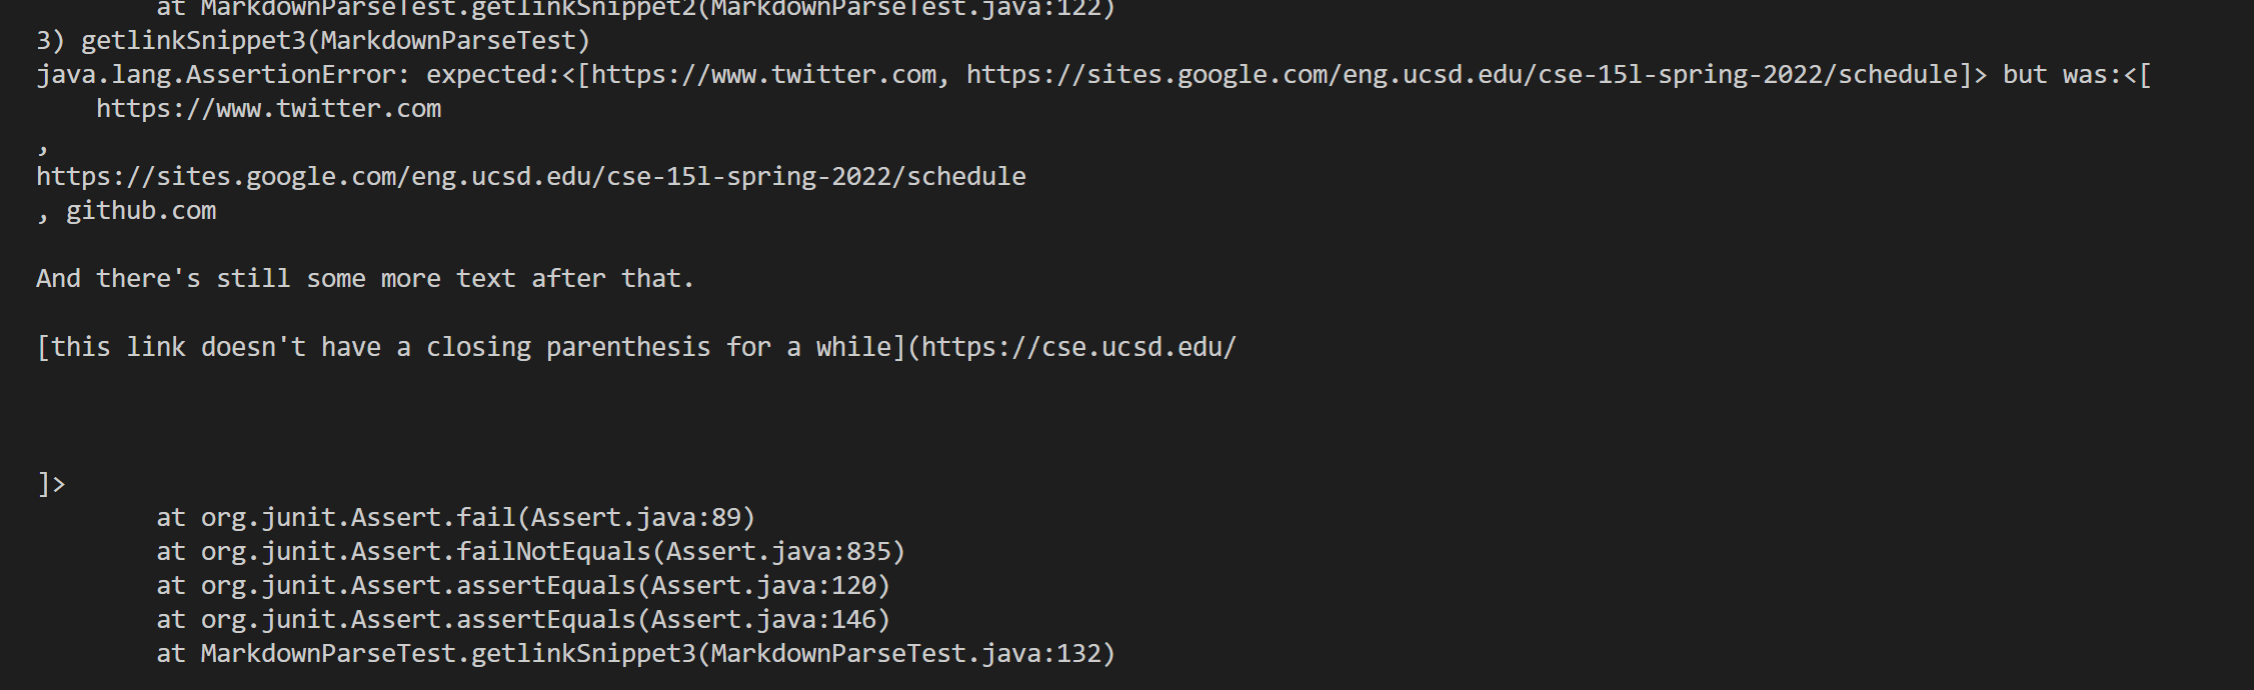 at MarkdownParseTest.getlinkSnippet2(MarkdownParseTest.java:122)
3) getlinkSnippet3(MarkdownParseTest)
java.lang.AssertionError: expected:<[https://www.twitter.com, https://sites.google.com/eng.ucsd.edu/cse-15l-spring-2022/schedule]> but was:<[
https://www.twitter.com
,
https://sites.google.com/eng.ucsd.edu/cse-15l-spring-2022/schedule
, github.com
And there's still some more text after that.
[this link doesn't have a closing parenthesis for a while](https://cse.ucsd.edu/
]>
at org.junit.Assert.fail(Assert.java:89)
at org.junit.Assert.failNotEquals(Assert.java:835)
at org.junit.Assert.assertEquals(Assert.java:120)
at org.junit.Assert.assertEquals(Assert.java:146)
at MarkdownParseTest.getlinkSnippet3(MarkdownParseTest.java:132)